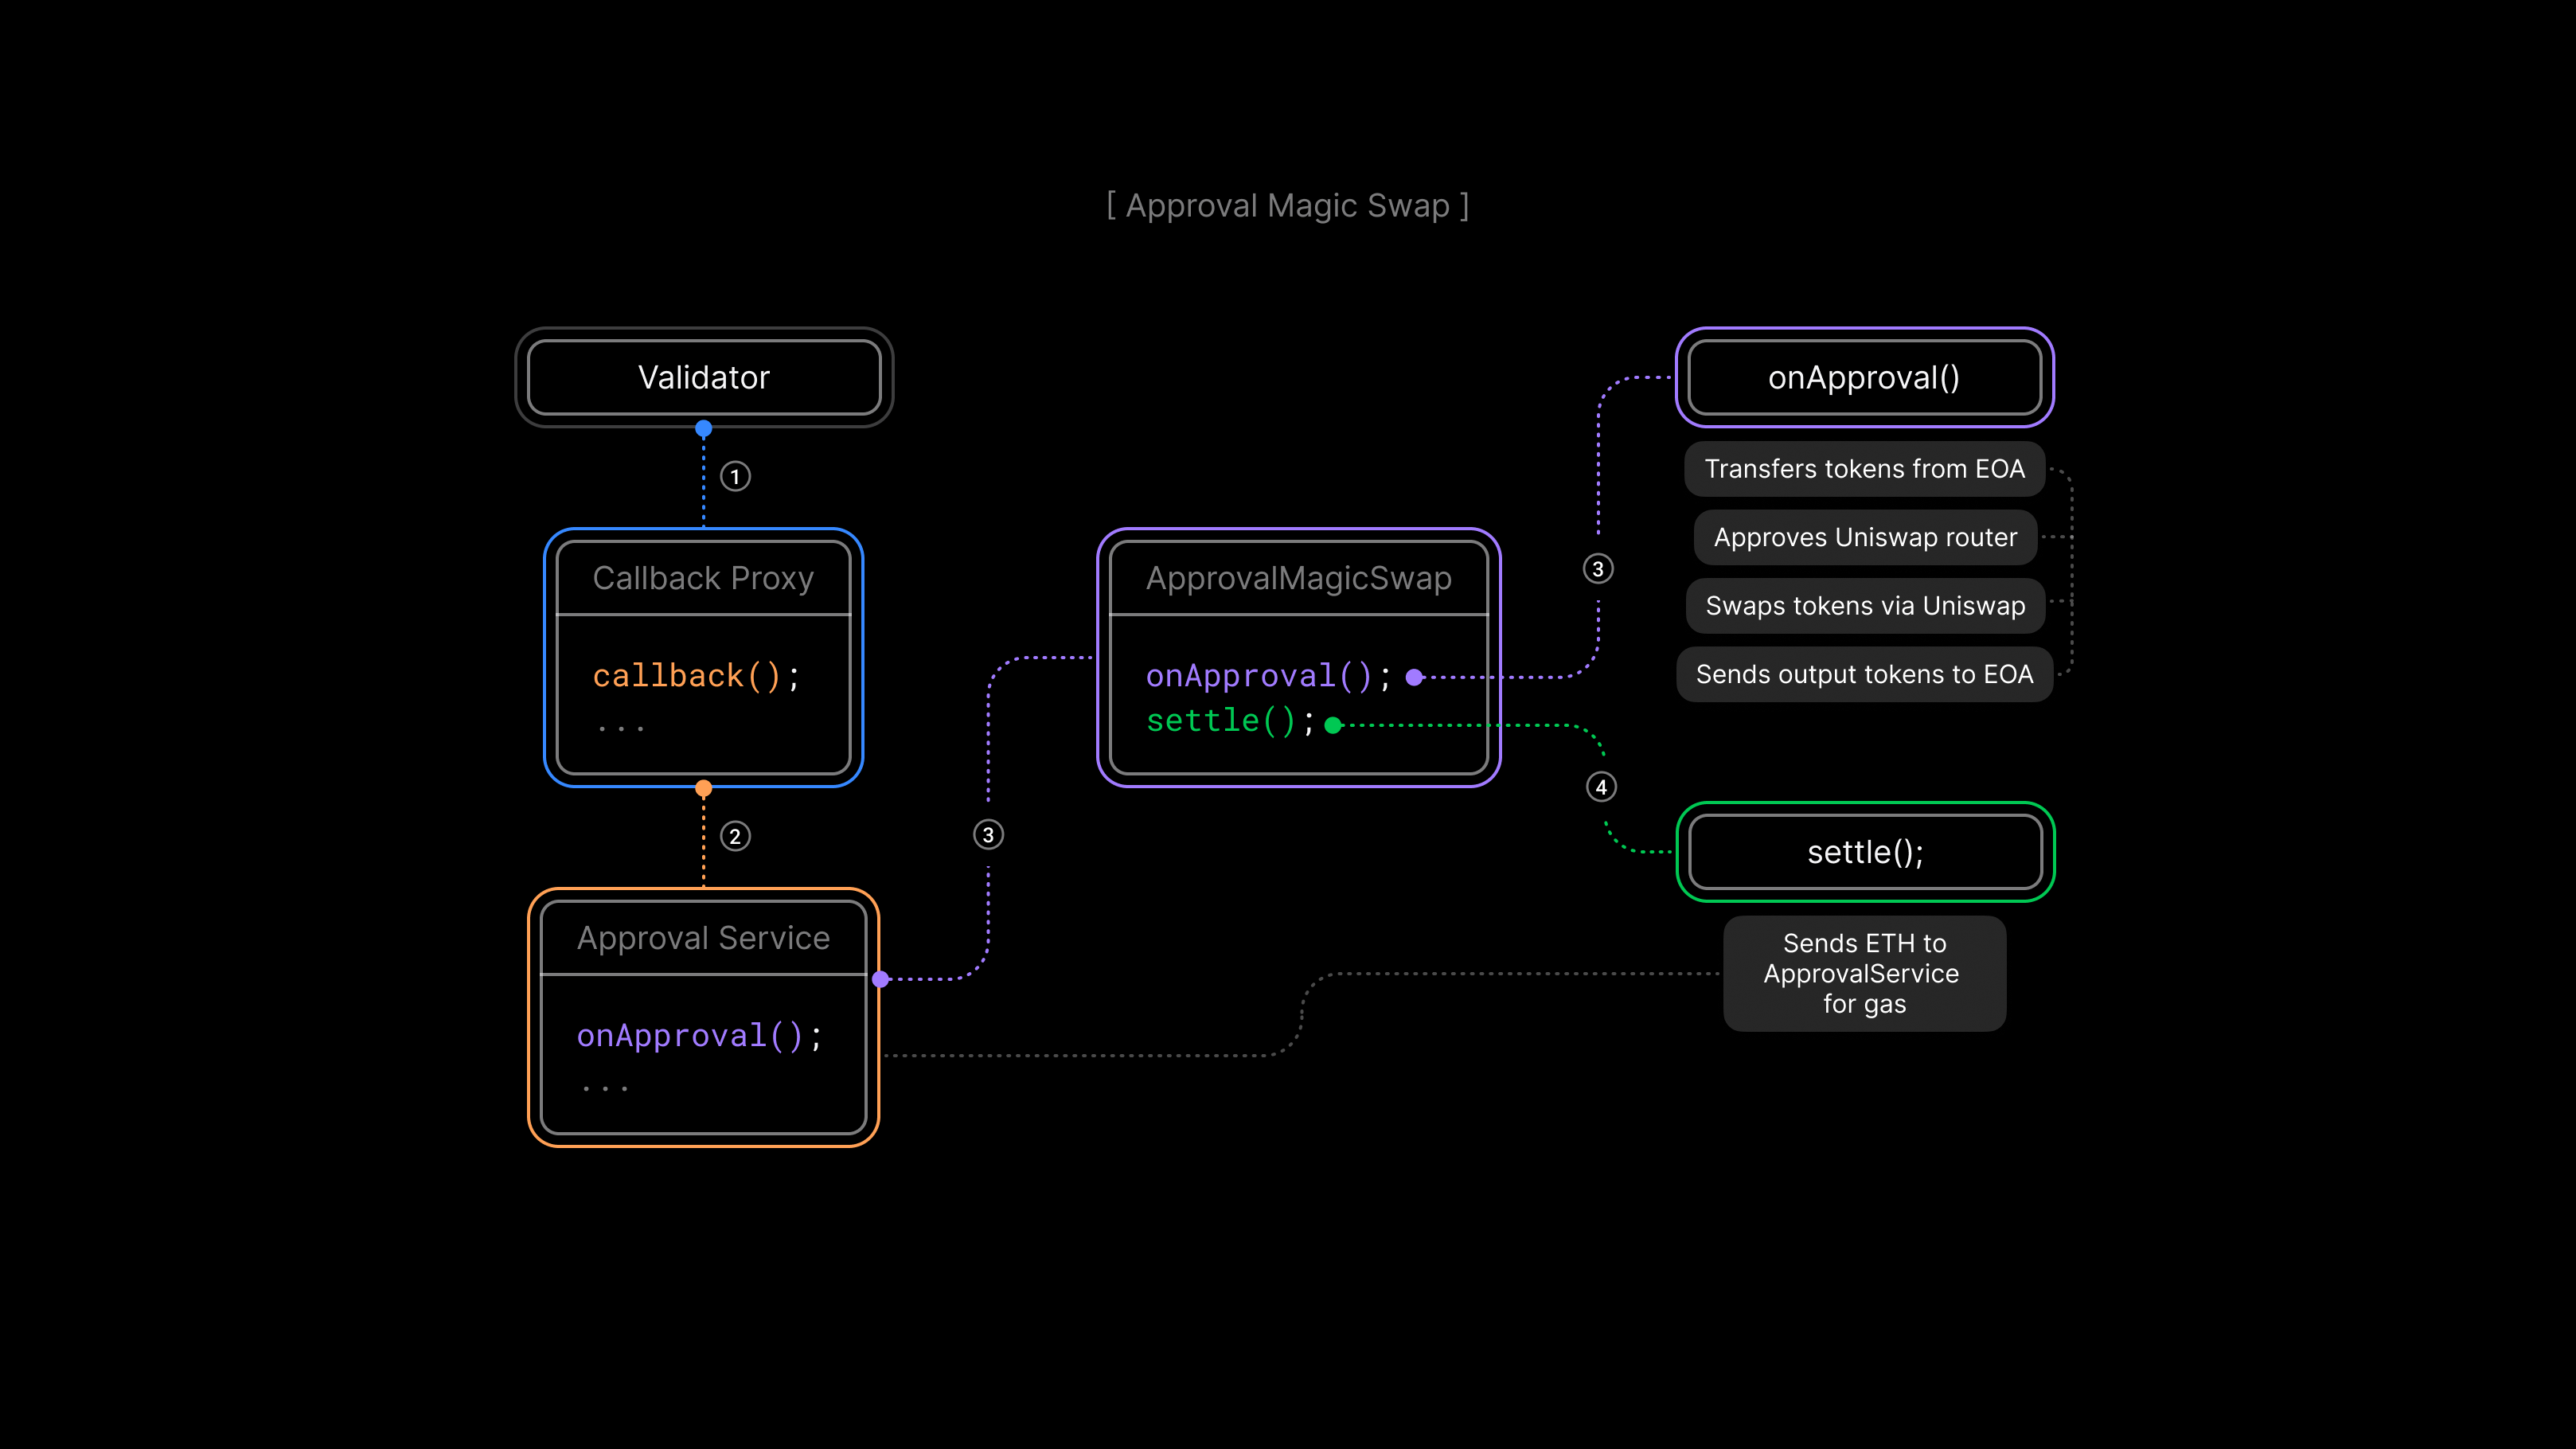 [ Approval Magic Swap ]
Validator
1
Callback Proxy
callback();
...
2
Approval Service
onApproval();
...
3
ApprovalMagicSwap
onApproval();
settle();
3
onApproval()
Transfers tokens from EOA
Approves Uniswap router
Swaps tokens via Uniswap
Sends output tokens to EOA
4
settle();
Sends ETH to
ApprovalService
for gas